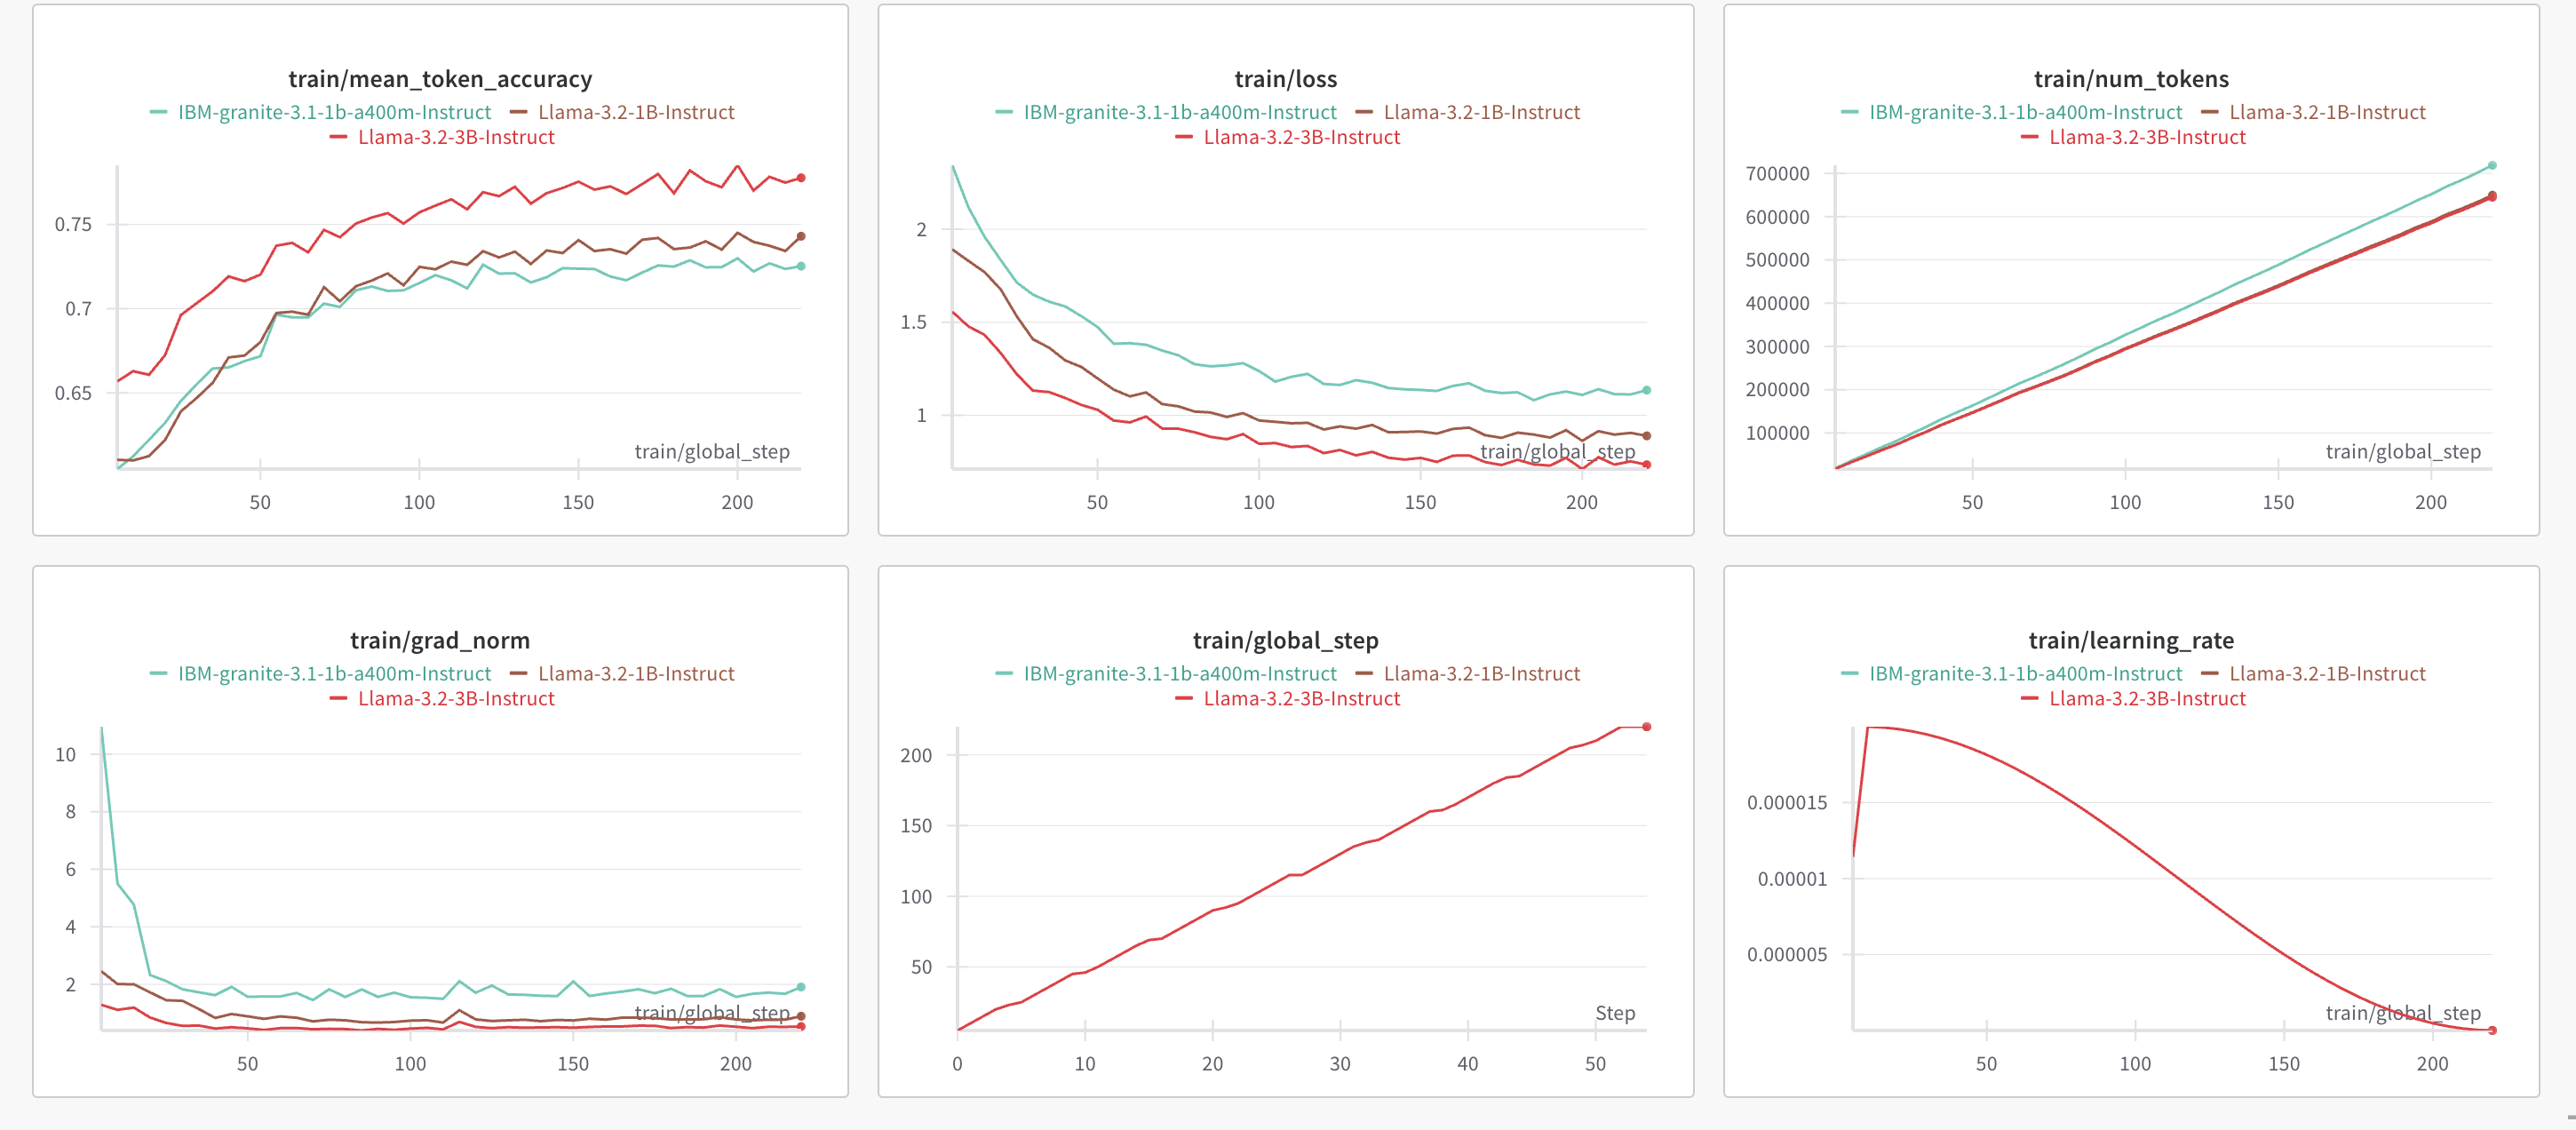 train/mean_token_accuracy
IBM-granite-3.1-1b-a400m-Instruct Llama-3.2-1B-Instruct
Llama-3.2-3B-Instruct
0.75
0.7
0.65
train/global_step
50 100 150 200
train/loss
IBM-granite-3.1-1b-a400m-Instruct Llama-3.2-1B-Instruct
Llama-3.2-3B-Instruct
2
1.5
1
train/global_step
50 100 150 200
train/num_tokens
IBM-granite-3.1-1b-a400m-Instruct Llama-3.2-1B-Instruct
Llama-3.2-3B-Instruct
700000
600000
500000
400000
300000
200000
100000
train/global_step
50 100 150 200
train/grad_norm
IBM-granite-3.1-1b-a400m-Instruct Llama-3.2-1B-Instruct
Llama-3.2-3B-Instruct
10
8
6
4
2
train/global_step
50 100 150 200
train/global_step
IBM-granite-3.1-1b-a400m-Instruct Llama-3.2-1B-Instruct
Llama-3.2-3B-Instruct
200
150
100
50
Step
0 10 20 30 40 50
train/learning_rate
IBM-granite-3.1-1b-a400m-Instruct Llama-3.2-1B-Instruct
Llama-3.2-3B-Instruct
0.000015
0.00001
0.000005
train/global_step
50 100 150 200